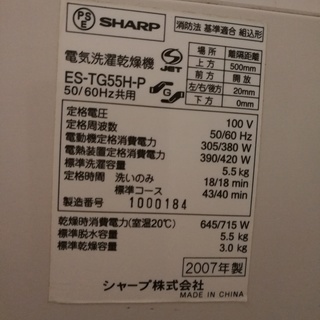 PS
E
SHARP
消防法 基準適合 組込形
電気洗濯乾燥機
S
JET
ES-TG55H-P
50/60Hz共用
SG
場所 離隔距離
上方 500mm
前方 開放
左/右/後方 20mm
下方 0mm
定格電圧 100 V
定格周波数 50/60 Hz
電動機定格消費電力 305/380 W
電熱装置定格消費電力 390/420 W
標準洗濯容量 5.5 kg
定格時間 洗いのみ 18/18 min
標準コース 43/40 min
製造番号 1000184
乾燥時消費電力(室温20℃) 645/715 W
標準脱水容量 5.5 kg
標準乾燥容量 3.0 kg
2007年製
シャープ株式会社
MADE IN CHINA